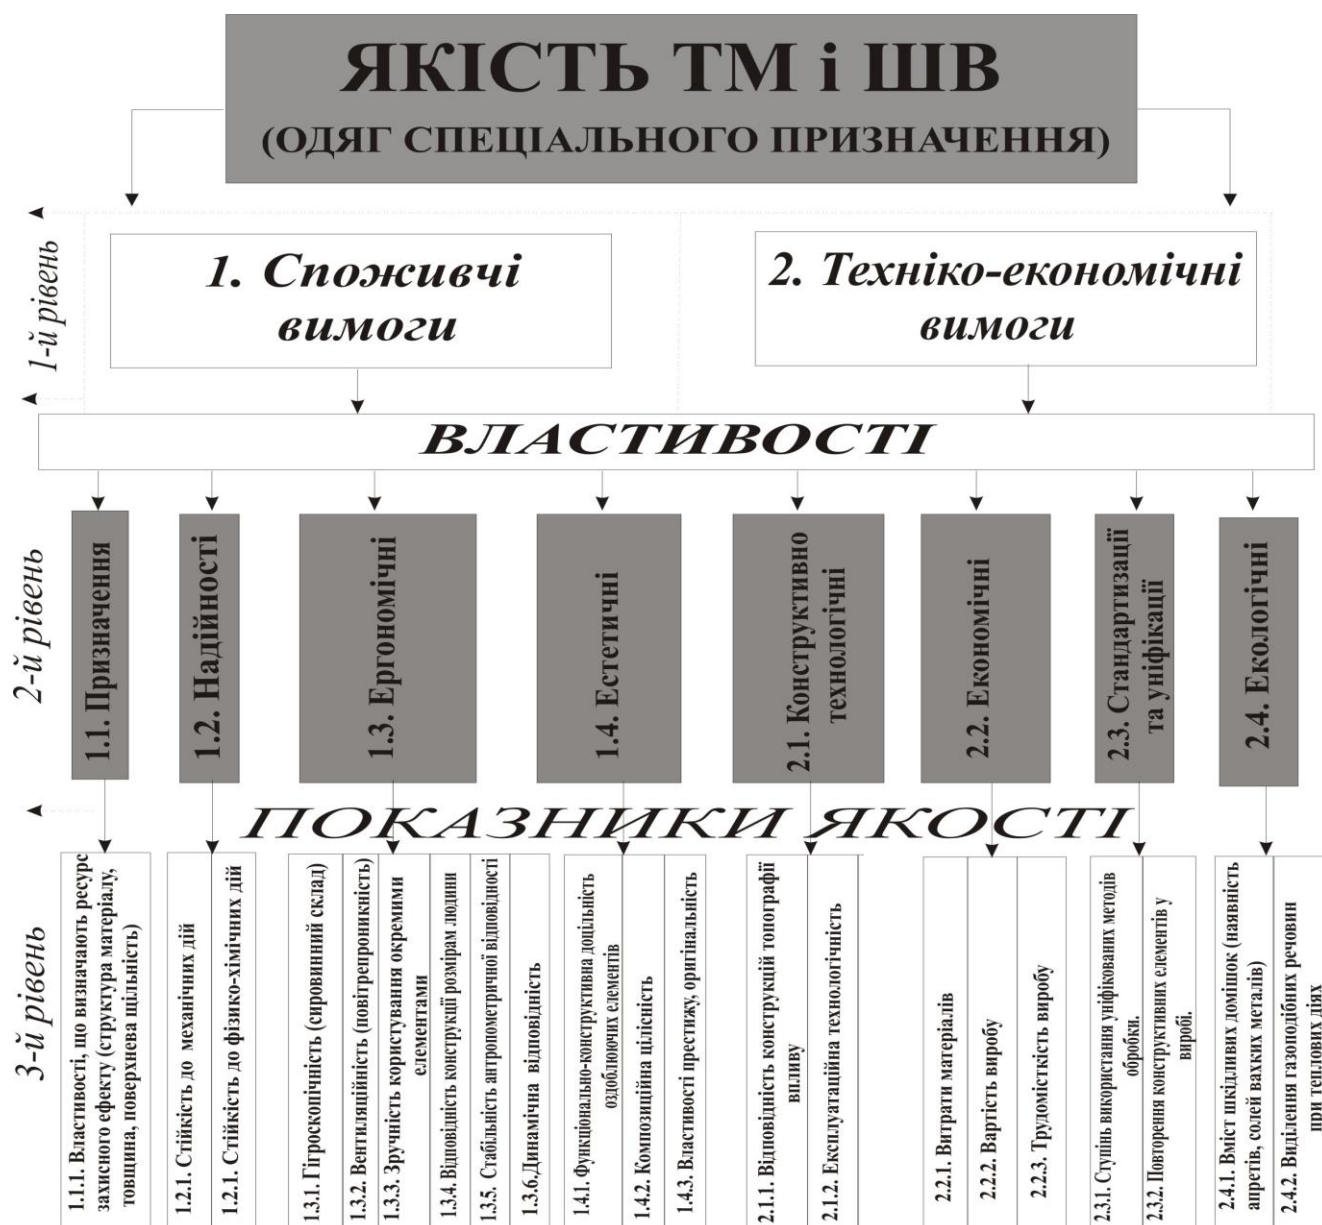 ЯКІСТЬ ТМ і ШВ
(ОДЯГ СПЕЦІАЛЬНОГО ПРИЗНАЧЕННЯ)
1-й рівень
1. Споживчі
вимоги
2. Техніко-економічні
вимоги
ВЛАСТИВОСТІ
2-й рівень
1.1. Призначення
1.2. Надійності
1.3. Ергономічні
1.4. Естетичні
2.1. Конструктивно
технологічні
2.2. Економічні
2.3. Стандартизації
та уніфікації
2.4. Екологічні
ПОКАЗНИКИ ЯКОСТІ
3-й рівень
1.1.1. Властивості, що визначають ресурс
захисного ефекту (структура матеріалу,
товщина, поверхнева щільність)
1.2.1. Стійкість до механічних дій
1.2.1. Стійкість до фізико-хімічних дій
1.3.1. Гігроскопічність (сировинний склад)
1.3.2. Вентиляційність (повітрепроникність)
1.3.3. Зручність користування окремими
елементами
1.3.4. Відповідність конструкції розмірам людини
1.3.5. Стабільність антропометричної відповідності
1.3.6.Динамічна відповідність
1.4.1. Функціонально-конструктивна доцільність
оздоблюючих елементів
1.4.2. Композиційна цілісність
1.4.3. Властивості престижу, оригінальність
2.1.1. Відповідність конструкцій топографії
впливу
2.1.2. Експлуатаційна технологічність
2.2.1. Витрати матеріалів
2.2.2. Вартість виробу
2.2.3. Трудомісткість виробу
2.3.1. Ступінь використання уніфікованих методів
обробки.
2.3.2. Повторення конструктивних елементів у
виробі.
2.4.1. Вміст шкідливих домішок (наявність
апретів, солей вахких металів)
2.4.2. Виділення газоподібних речовин
при теплових діях